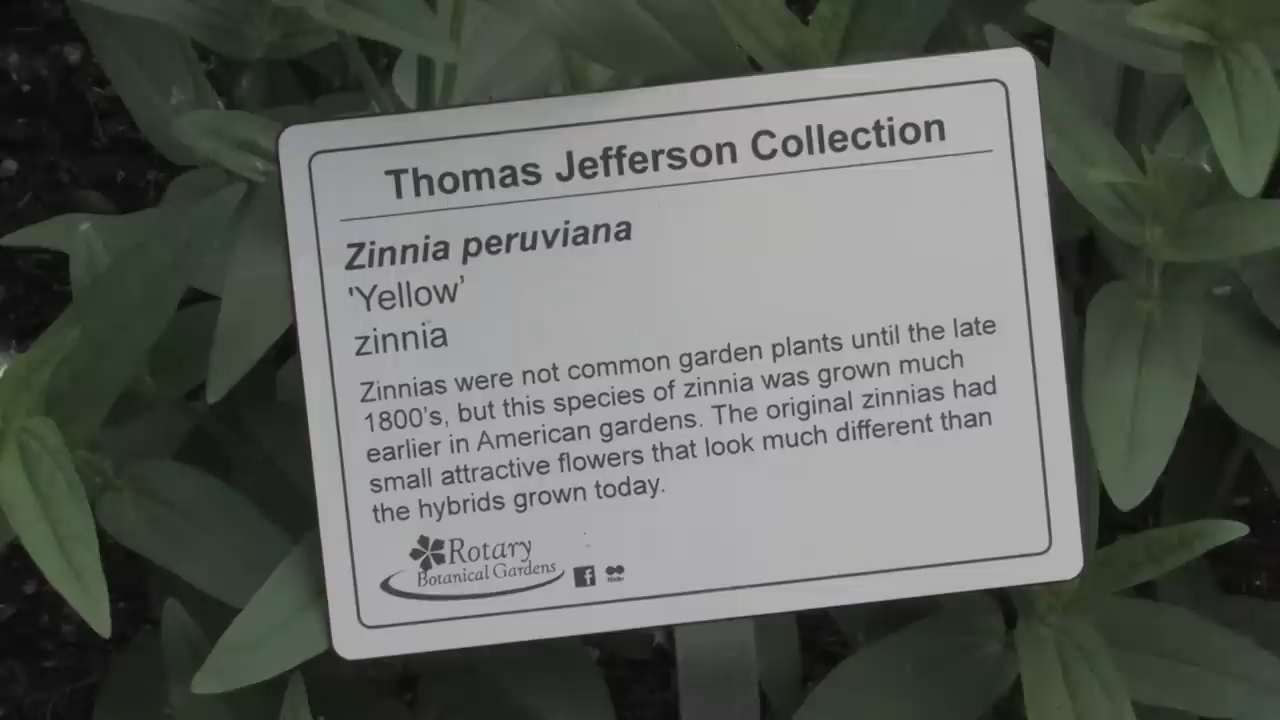 Thomas Jefferson Collection
Zinnia peruviana
'Yellow'
zinnia
Zinnias were not common garden plants until the late
1800's, but this species of zinnia was grown much
earlier in American gardens. The original zinnias had
small attractive flowers that look much different than
the hybrids grown today.
Rotary
Botanical Gardens
f